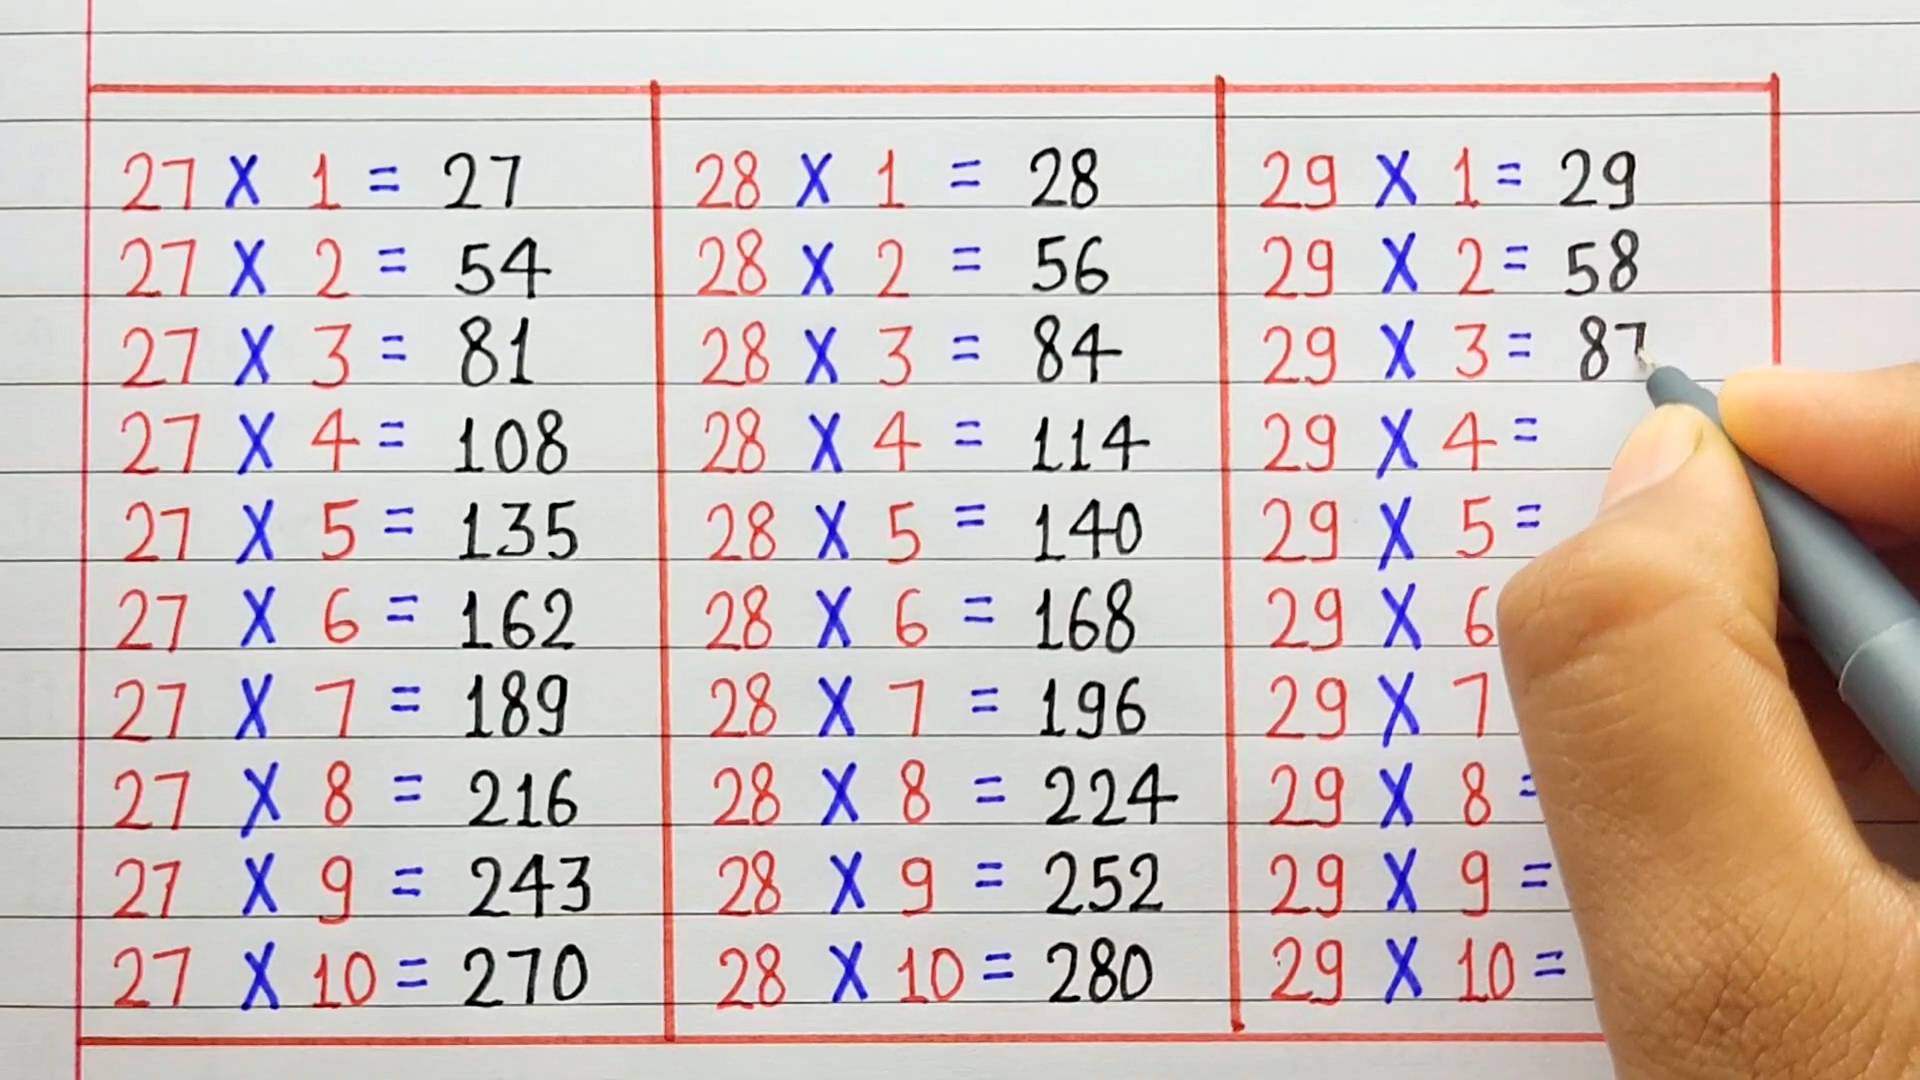 27 X 1 = 27
27 X 2 = 54
27 X 3 = 81
27 X 4 = 108
27 X 5 = 135
27 X 6 = 162
27 X 7 = 189
27 X 8 = 216
27 X 9 = 243
27 X 10 = 270
28 X 1 = 28
28 X 2 = 56
28 X 3 = 84
28 X 4 = 114
28 X 5 = 140
28 X 6 = 168
28 X 7 = 196
28 X 8 = 224
28 X 9 = 252
28 X 10 = 280
29 X 1 = 29
29 X 2 = 58
29 X 3 = 87
29 X 4 =
29 X 5 =
29 X 6
29 X 7
29 X 8 =
29 X 9 =
29 X 10 =